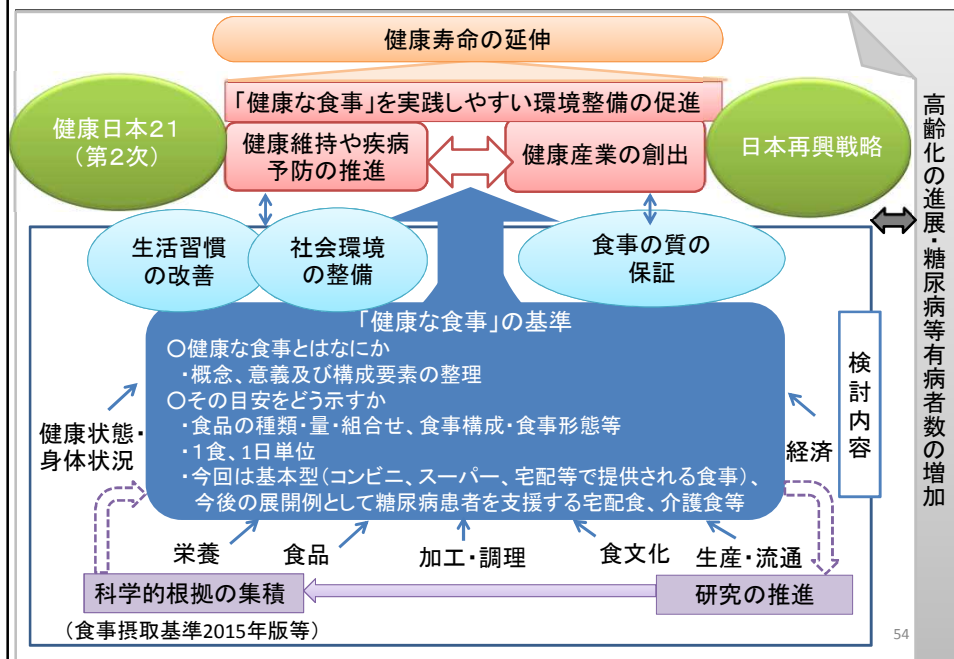 健康寿命の延伸
「健康な食事」を実践しやすい環境整備の促進
健康日本21
（第2次）
健康維持や疾病
予防の推進
健康産業の創出
日本再興戦略
高齢化の進展・糖尿病等有病者数の増加
生活習慣
の改善
社会環境
の整備
食事の質の
保証
「健康な食事」の基準
○健康な食事とはなにか
・概念、意義及び構成要素の整理
○その目安をどう示すか
・食品の種類・量・組合せ、食事構成・食事形態等
・1食、1日単位
・今回は基本型（コンビニ、スーパー、宅配等で提供される食事）、
今後の展開例として糖尿病患者を支援する宅配食、介護食等
検討内容
健康状態・
身体状況
経済
栄養
食品
加工・調理
食文化
生産・流通
科学的根拠の集積
研究の推進
（食事摂取基準2015年版等）
54